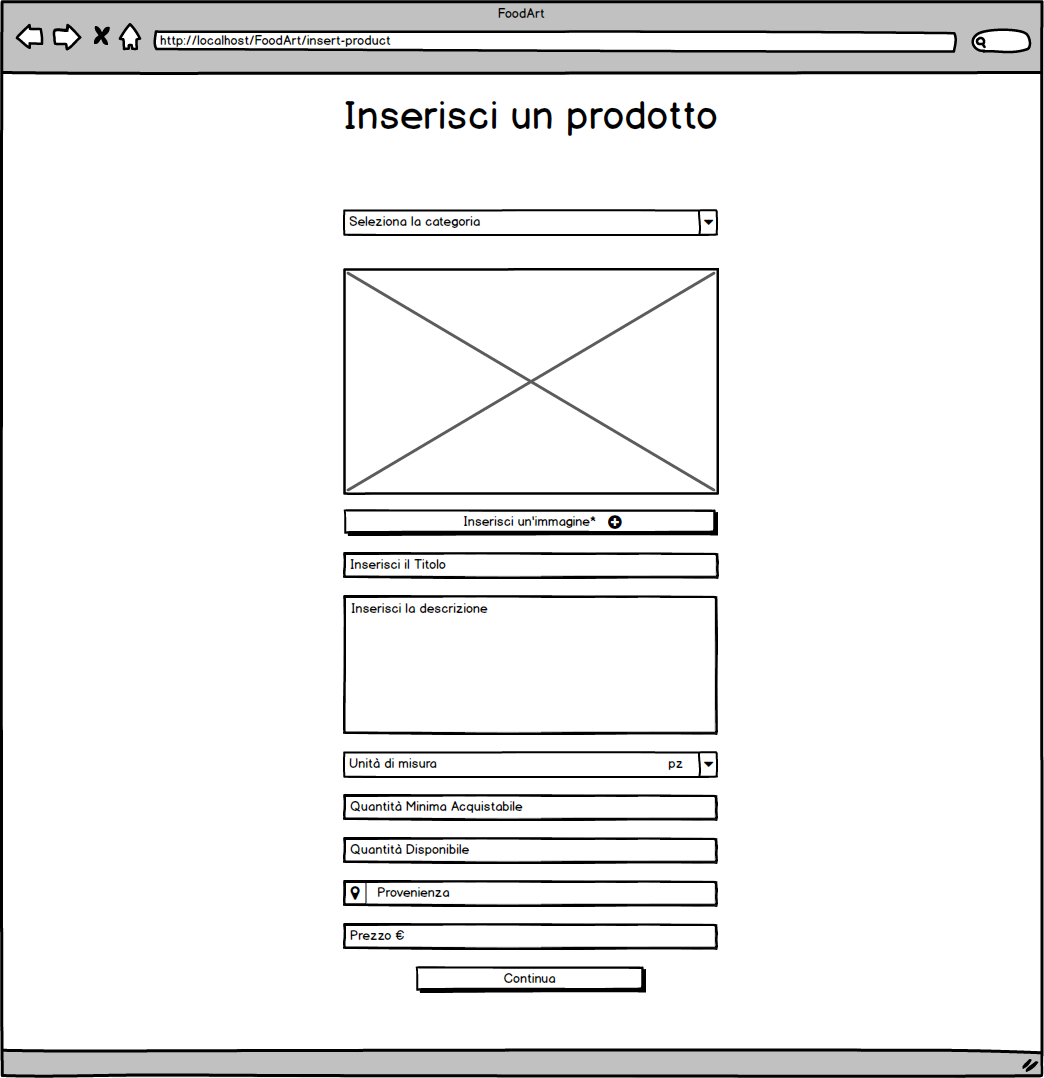 FoodArt
http://localhost/FoodArt/insert-product
Inserisci un prodotto
Seleziona la categoria
Inserisci un'immagine*
Inserisci il Titolo
Inserisci la descrizione
Unità di misura pz
Quantità Minima Acquistabile
Quantità Disponibile
Provenienza
Prezzo €
Continua